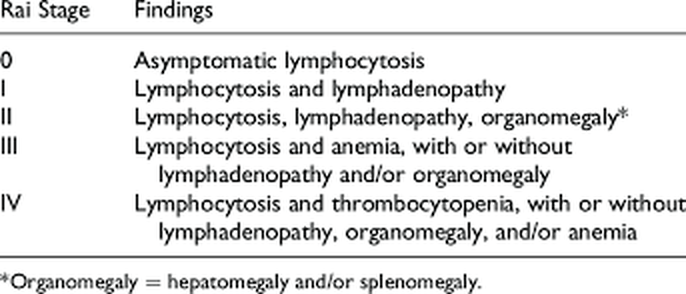 Rai Stage Findings
0 Asymptomatic lymphocytosis
I Lymphocytosis and lymphadenopathy
II Lymphocytosis, lymphadenopathy, organomegaly*
III Lymphocytosis and anemia, with or without
lymphadenopathy and/or organomegaly
IV Lymphocytosis and thrombocytopenia, with or without
lymphadenopathy, organomegaly, and/or anemia
*Organomegaly = hepatomegaly and/or splenomegaly.